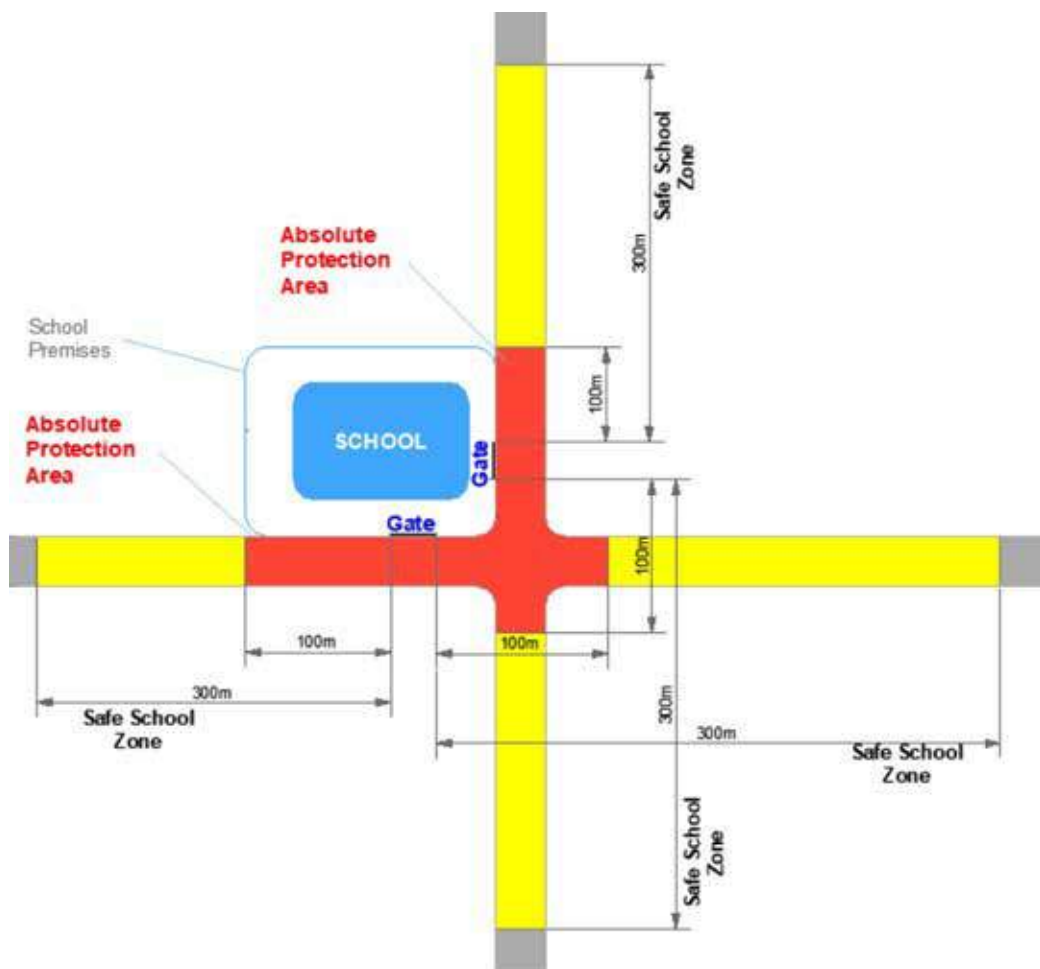 Safe School
Zone
300m
Absolute
Protection
Area
School
Premises
100m
Absolute
Protection
Area
SCHOOL
Gate
Gate
100m
100m
100m
300m
Safe School
Zone
300m
300m
Safe School
Zone
Safe School
Zone